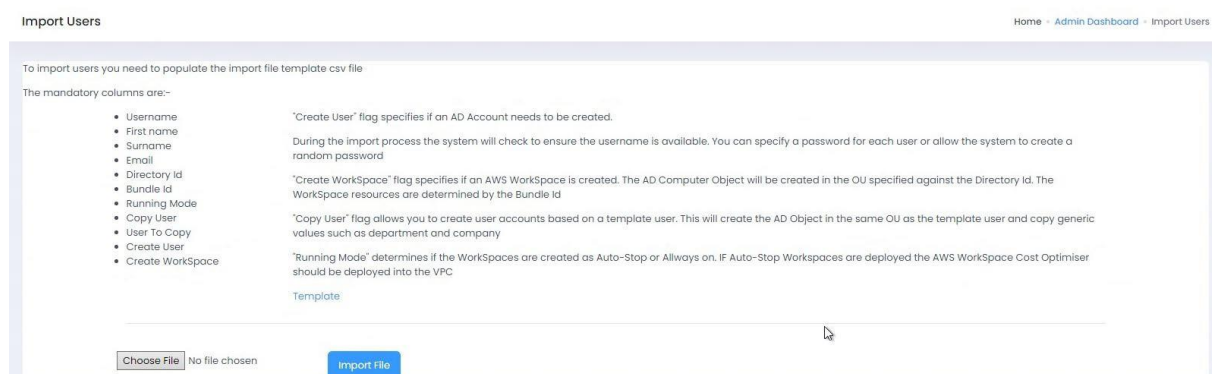 Import Users
Home - Admin Dashboard - Import Users
To import users you need to populate the import file template csv file
The mandatory columns are:-
Username
First name
Surname
Email
Directory Id
Bundle Id
Running Mode
Copy User
User To Copy
Create User
Create WorkSpace
"Create User" flag specifies if an AD Account needs to be created.
During the import process the system will check to ensure the username is available. You can specify a password for each user or allow the system to create a
random password
"Create WorkSpace" flag specifies if an AWS WorkSpace is created. The AD Computer Object will be created in the OU specified against the Directory Id. The
WorkSpace resources are determined by the Bundle Id
"Copy User" flag allows you to create user accounts based on a template user. This will create the AD Object in the same OU as the template user and copy generic
values such as department and company
"Running Mode" determines if the WorkSpaces are created as Auto-Stop or Allways on. IF Auto-Stop Workspaces are deployed the AWS WorkSpace Cost Optimiser
should be deployed into the VPC
Template
Choose File No file chosen
Import File